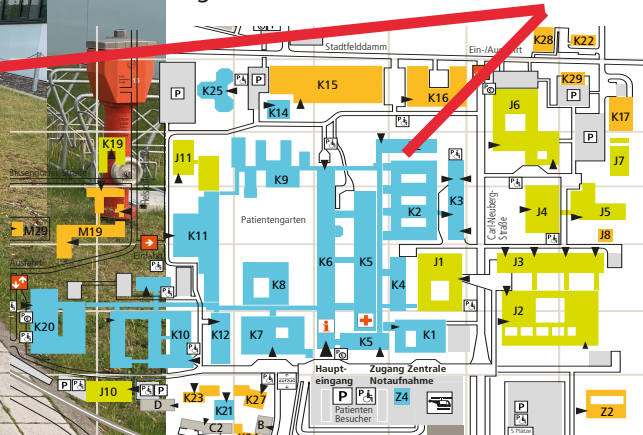 Stadtfelddamm
Ein-/Ausfahrt
K28
K22
K25
P
P
K15
K16
K29
P
K14
J6
K17
K19
P
J11
K9
J7
K2
K3
Patientengarten
Carl-Neuberg-
Straße
J4
J5
M29
M19
K11
J8
K6
K5
J1
J3
K8
K4
K20
K10
K12
K7
i
K5
K1
J2
Haupt-
eingang
Zugang Zentrale
Notaufnahme
P
P
J10
D
K23
K21
K27
C2
B
P
Patienten
Besucher
Z4
P
5 Plätze
Z2